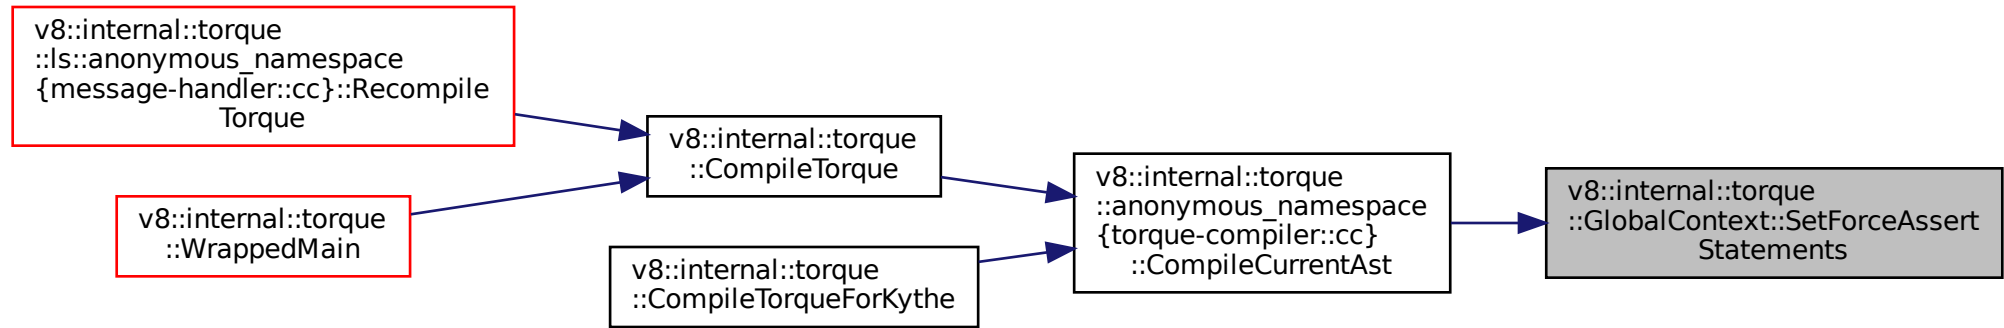 v8::internal::torque
::ls::anonymous_namespace
{message-handler::cc}::Recompile
Torque
v8::internal::torque
::WrappedMain
v8::internal::torque
::CompileTorque
v8::internal::torque
::CompileTorqueForKythe
v8::internal::torque
::anonymous_namespace
{torque-compiler::cc}
::CompileCurrentAst
v8::internal::torque
::GlobalContext::SetForceAssert
Statements